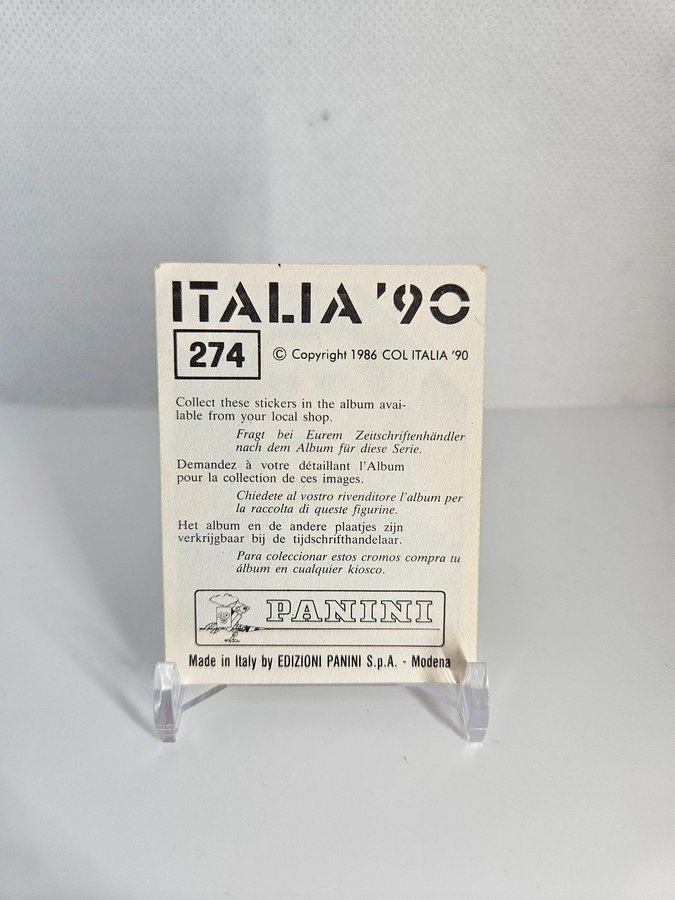 ITALIA '90
274 © Copyright 1986 COL ITALIA '90
Collect these stickers in the album avai-
lable from your local shop.
Fragt bei Eurem Zeitschriftenhändler
nach dem Album für diese Serie.
Demandez à votre détaillant l'Album
pour la collection de ces images.
Chiedete al vostro rivenditore l'album per
la raccolta di queste figurine.
Het album en de andere plaatjes zijn
verkrijgbaar bij de tijdschrifthandelaar.
Para coleccionar estos cromos compra tu
álbum en cualquier kiosco.
PANINI
Made in Italy by EDIZIONI PANINI S.p.A. - Modena